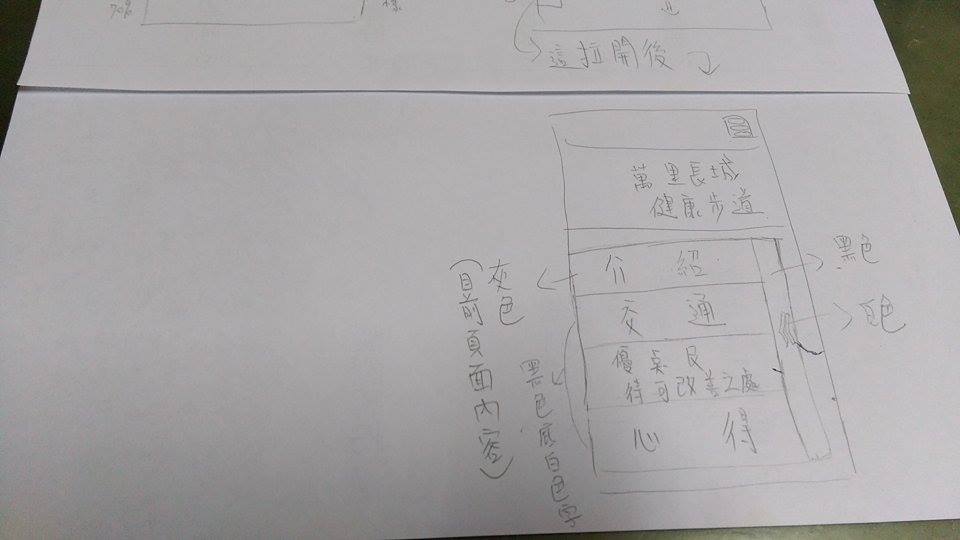 70%
樣
這拉開後
萬里長城
健康步道
介紹
交通
優點及
待可改善之處
心得
黑色
白色
灰色
(目前頁面內容)
黑色底白色字